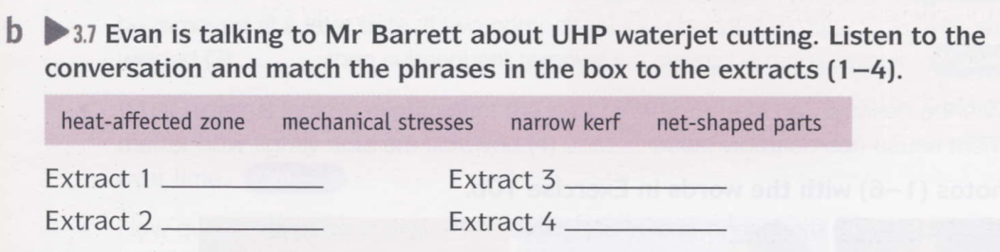 b ▶ 3.7 Evan is talking to Mr Barrett about UHP waterjet cutting. Listen to the
conversation and match the phrases in the box to the extracts (1–4).
heat-affected zone mechanical stresses narrow kerf net-shaped parts
Extract 1 ____________ Extract 3 ____________
Extract 2 ____________ Extract 4 ____________